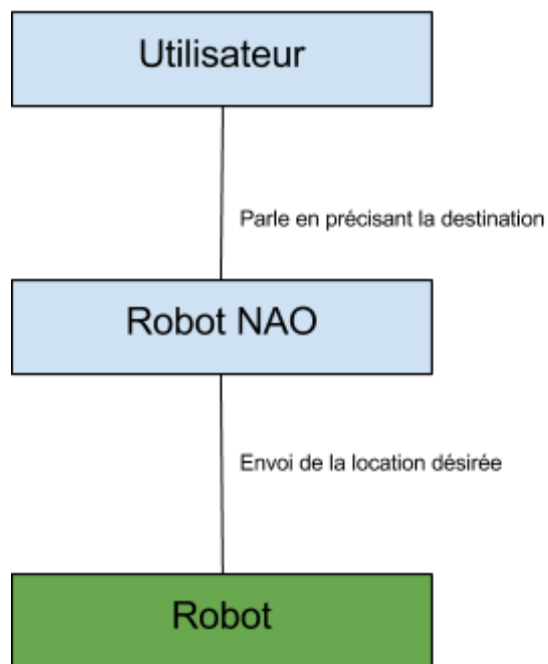 Utilisateur
Parle en précisant la destination
Robot NAO
Envoi de la location désirée
Robot